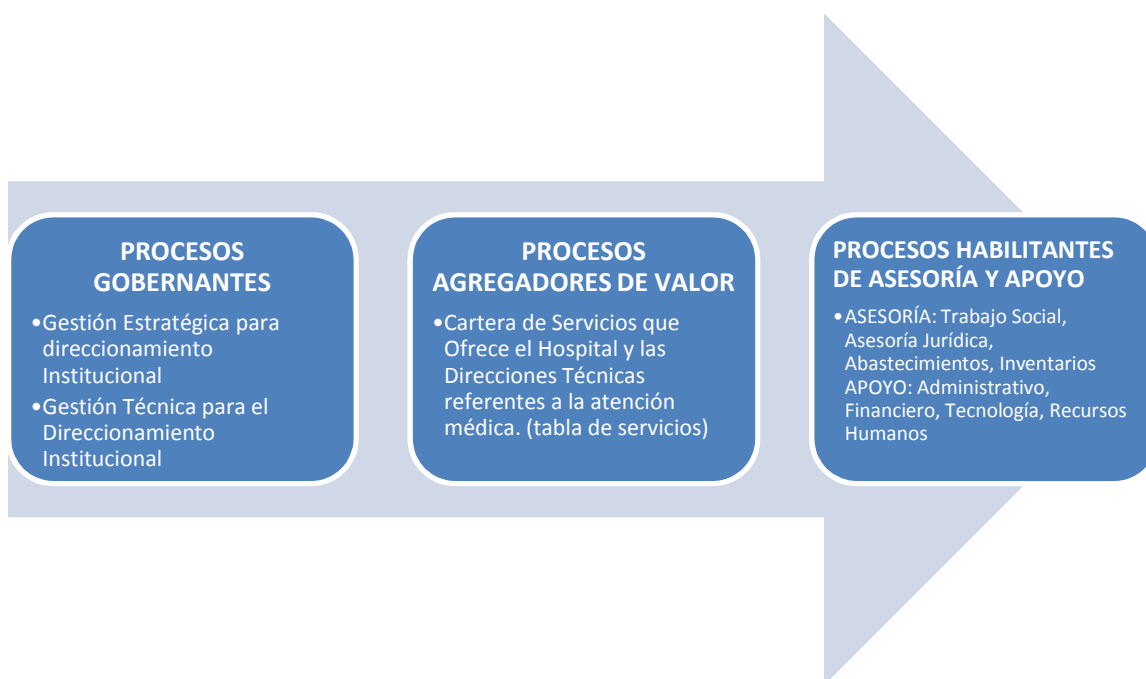 PROCESOS
GOBERNANTES
•Gestión Estratégica para
direccionamiento
Institucional
•Gestión Técnica para el
Direccionamiento
Institucional
PROCESOS
AGREGADORES DE VALOR
•Cartera de Servicios que
Ofrece el Hospital y las
Direcciones Técnicas
referentes a la atención
médica. (tabla de servicios)
PROCESOS HABILITANTES
DE ASESORÍA Y APOYO
•ASESORÍA: Trabajo Social,
Asesoría Jurídica,
Abastecimientos, Inventarios
APOYO: Administrativo,
Financiero, Tecnología, Recursos
Humanos